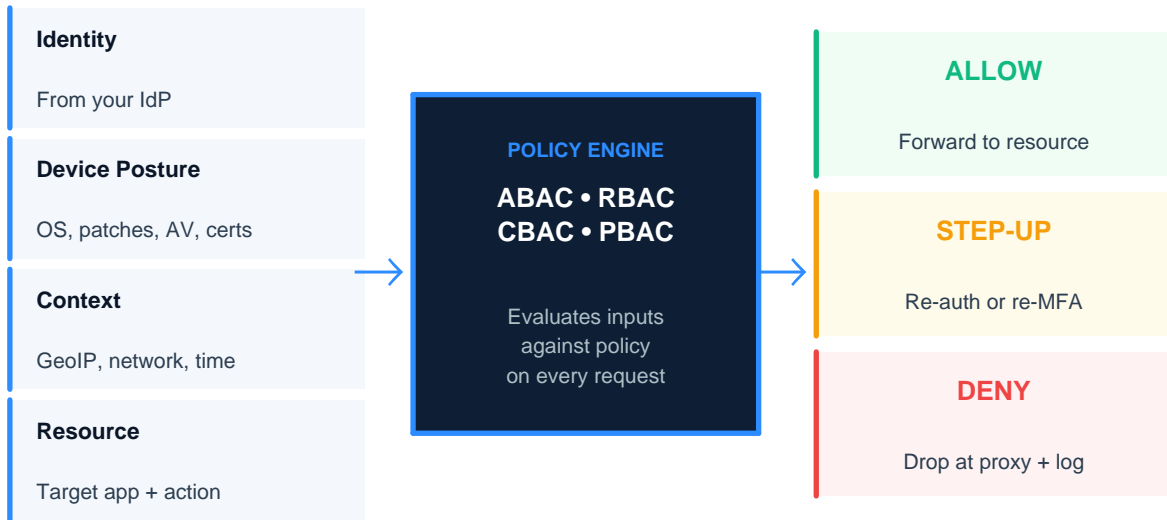 Identity
From your IdP
Device Posture
OS, patches, AV, certs
Context
GeoIP, network, time
Resource
Target app + action
POLICY ENGINE
ABAC • RBAC
CBAC • PBAC
Evaluates inputs
against policy
on every request
ALLOW
Forward to resource
STEP-UP
Re-auth or re-MFA
DENY
Drop at proxy + log